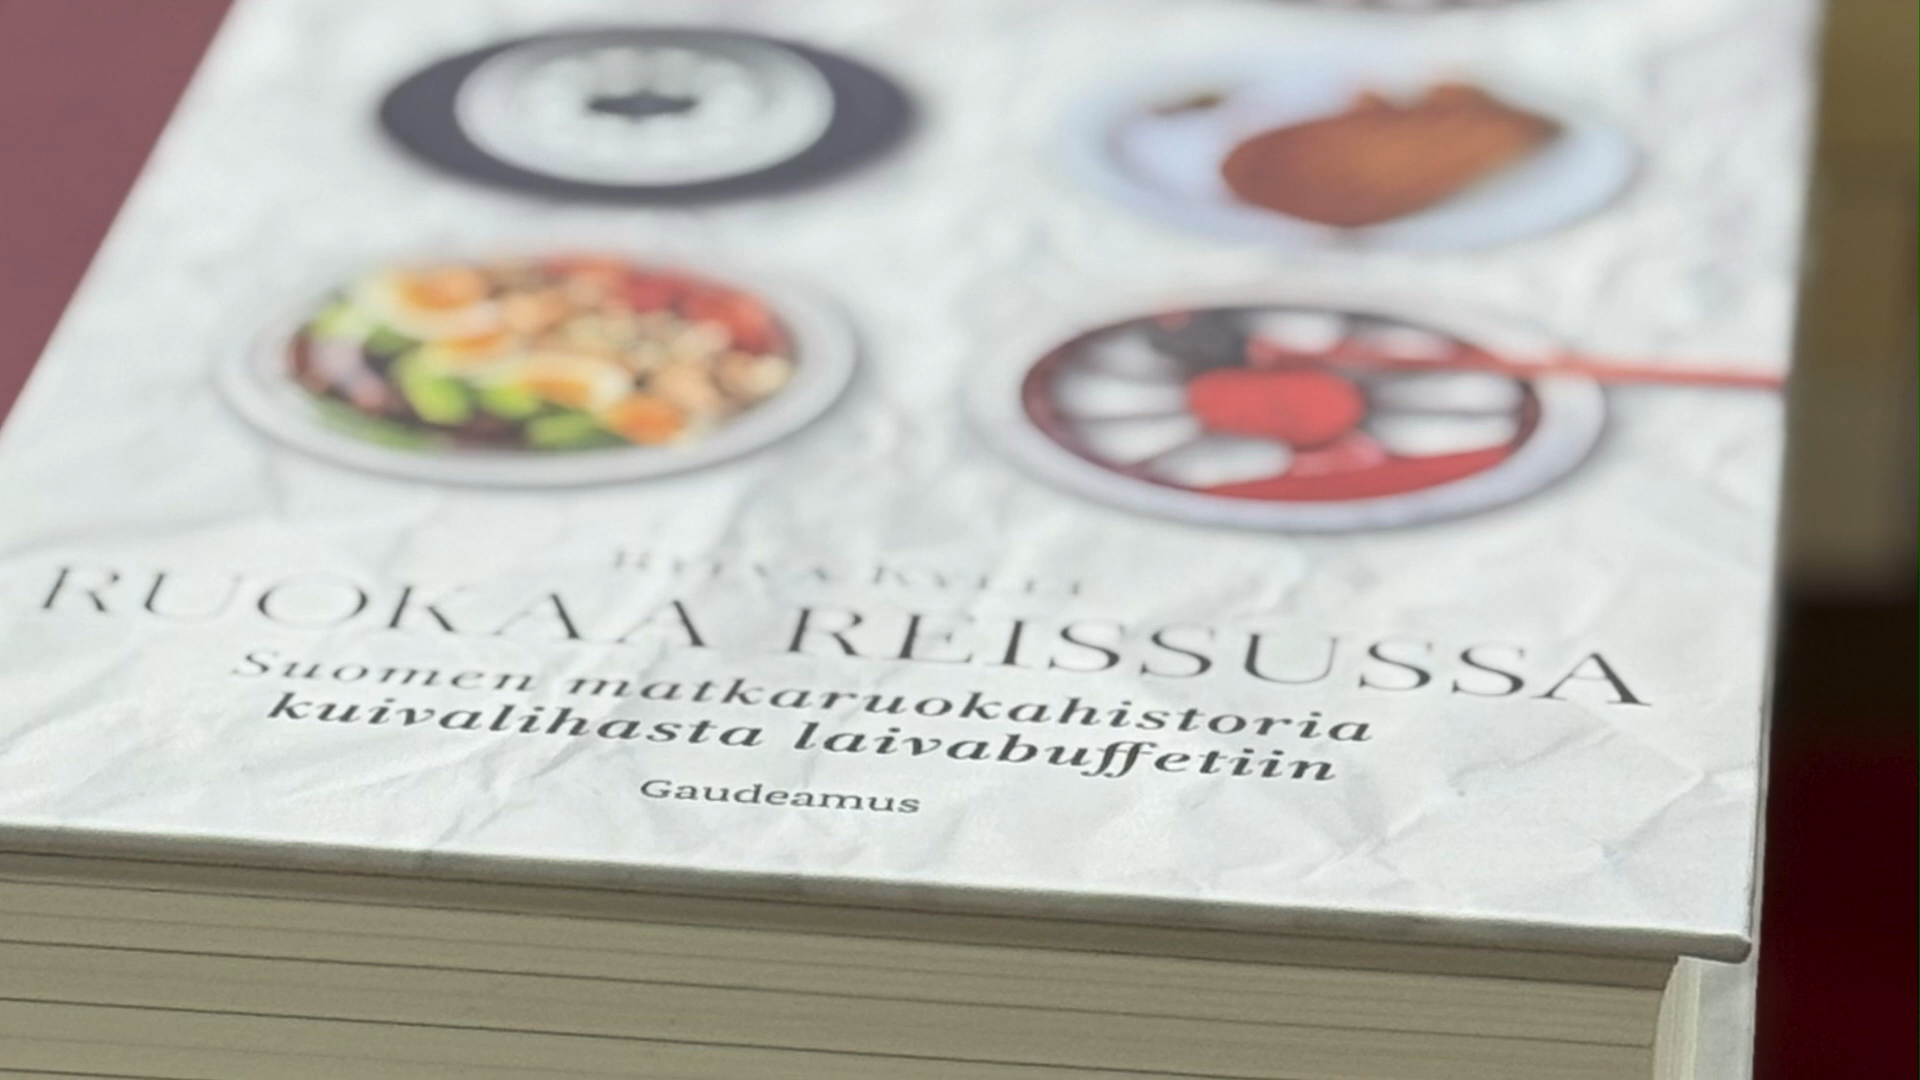 RUOKAA REISSUSSA
Suomen matkaruokahistoria
kuivalihasta laivabuffetiin
Gaudeamus